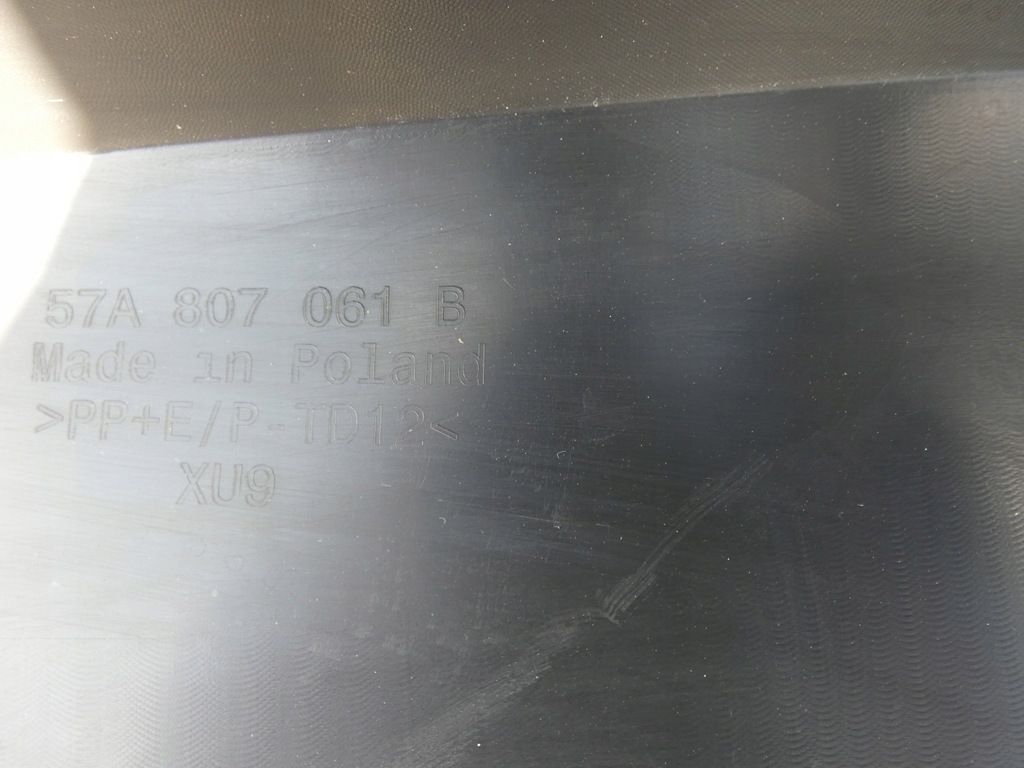 57A 807 061 B
Made in Poland
>PP+E/P-TD12<
XU9